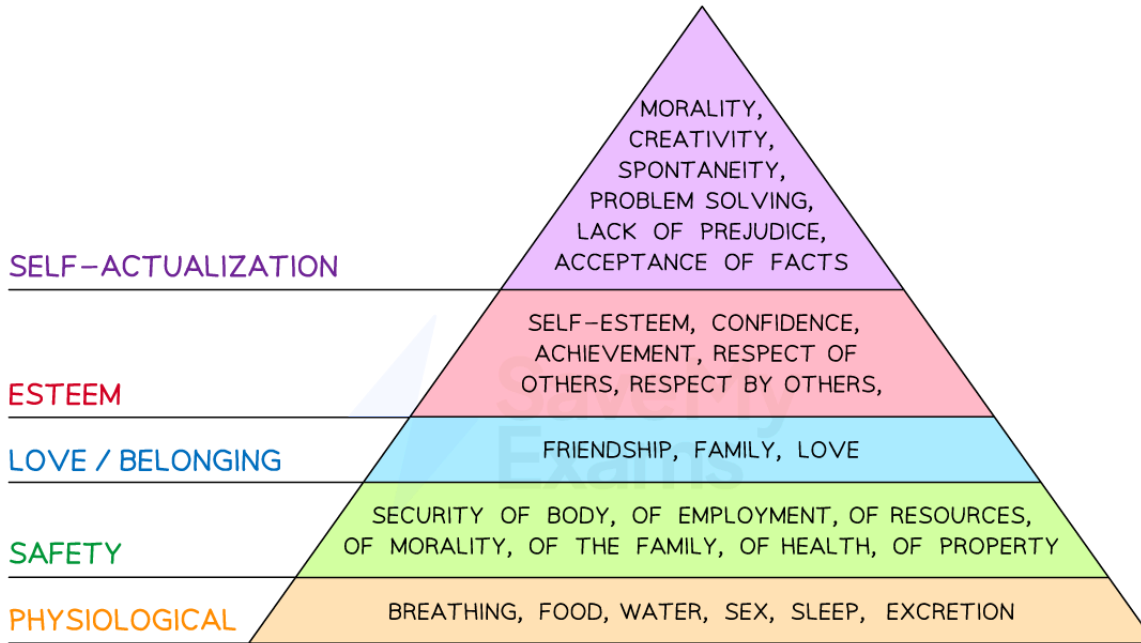 MORALITY,
CREATIVITY,
SPONTANEITY,
PROBLEM SOLVING,
LACK OF PREJUDICE,
ACCEPTANCE OF FACTS
SELF-ACTUALIZATION
SELF-ESTEEM, CONFIDENCE,
ACHIEVEMENT, RESPECT OF
OTHERS, RESPECT BY OTHERS,
ESTEEM
FRIENDSHIP, FAMILY, LOVE
LOVE / BELONGING
SECURITY OF BODY, OF EMPLOYMENT, OF RESOURCES,
OF MORALITY, OF THE FAMILY, OF HEALTH, OF PROPERTY
SAFETY
BREATHING, FOOD, WATER, SEX, SLEEP, EXCRETION
PHYSIOLOGICAL
SaveMy
Exams